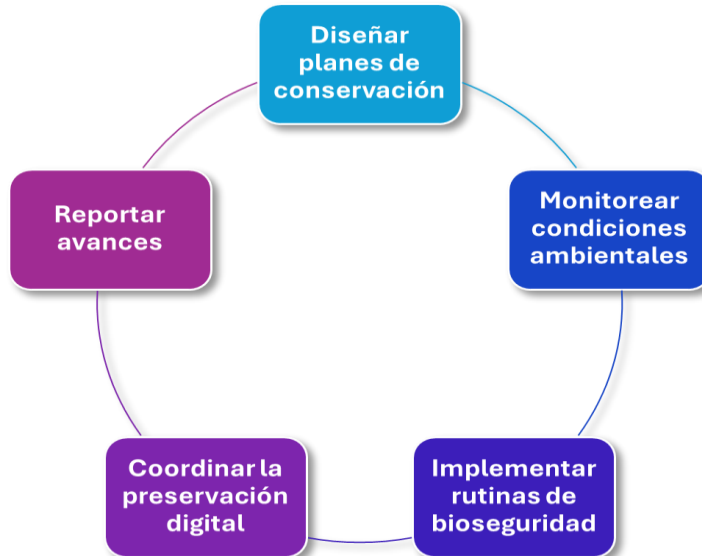 Diseñar
planes de
conservación
Monitorear
condiciones
ambientales
Implementar
rutinas de
bioseguridad
Coordinar la
preservación
digital
Reportar
avances